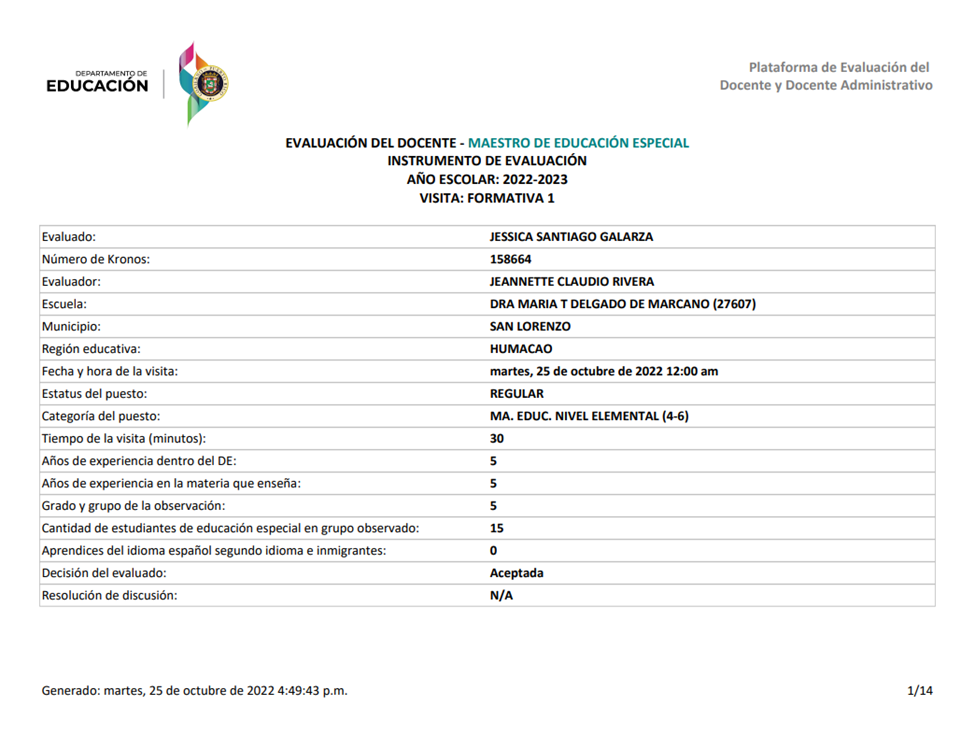 DEPARTAMENTO DE
EDUCACIÓN
Plataforma de Evaluación del
Docente y Docente Administrativo
EVALUACIÓN DEL DOCENTE - MAESTRO DE EDUCACIÓN ESPECIAL
INSTRUMENTO DE EVALUACIÓN
AÑO ESCOLAR: 2022-2023
VISITA: FORMATIVA 1
Evaluado: JESSICA SANTIAGO GALARZA
Número de Kronos: 158664
Evaluador: JEANNETTE CLAUDIO RIVERA
Escuela: DRA MARIA T DELGADO DE MARCANO (27607)
Municipio: SAN LORENZO
Región educativa: HUMACAO
Fecha y hora de la visita: martes, 25 de octubre de 2022 12:00 am
Estatus del puesto: REGULAR
Categoría del puesto: MA. EDUC. NIVEL ELEMENTAL (4-6)
Tiempo de la visita (minutos): 30
Años de experiencia dentro del DE: 5
Años de experiencia en la materia que enseña: 5
Grado y grupo de la observación: 5
Cantidad de estudiantes de educación especial en grupo observado: 15
Aprendices del idioma español segundo idioma e inmigrantes: 0
Decisión del evaluado: Aceptada
Resolución de discusión: N/A
Generado: martes, 25 de octubre de 2022 4:49:43 p.m. 1/14